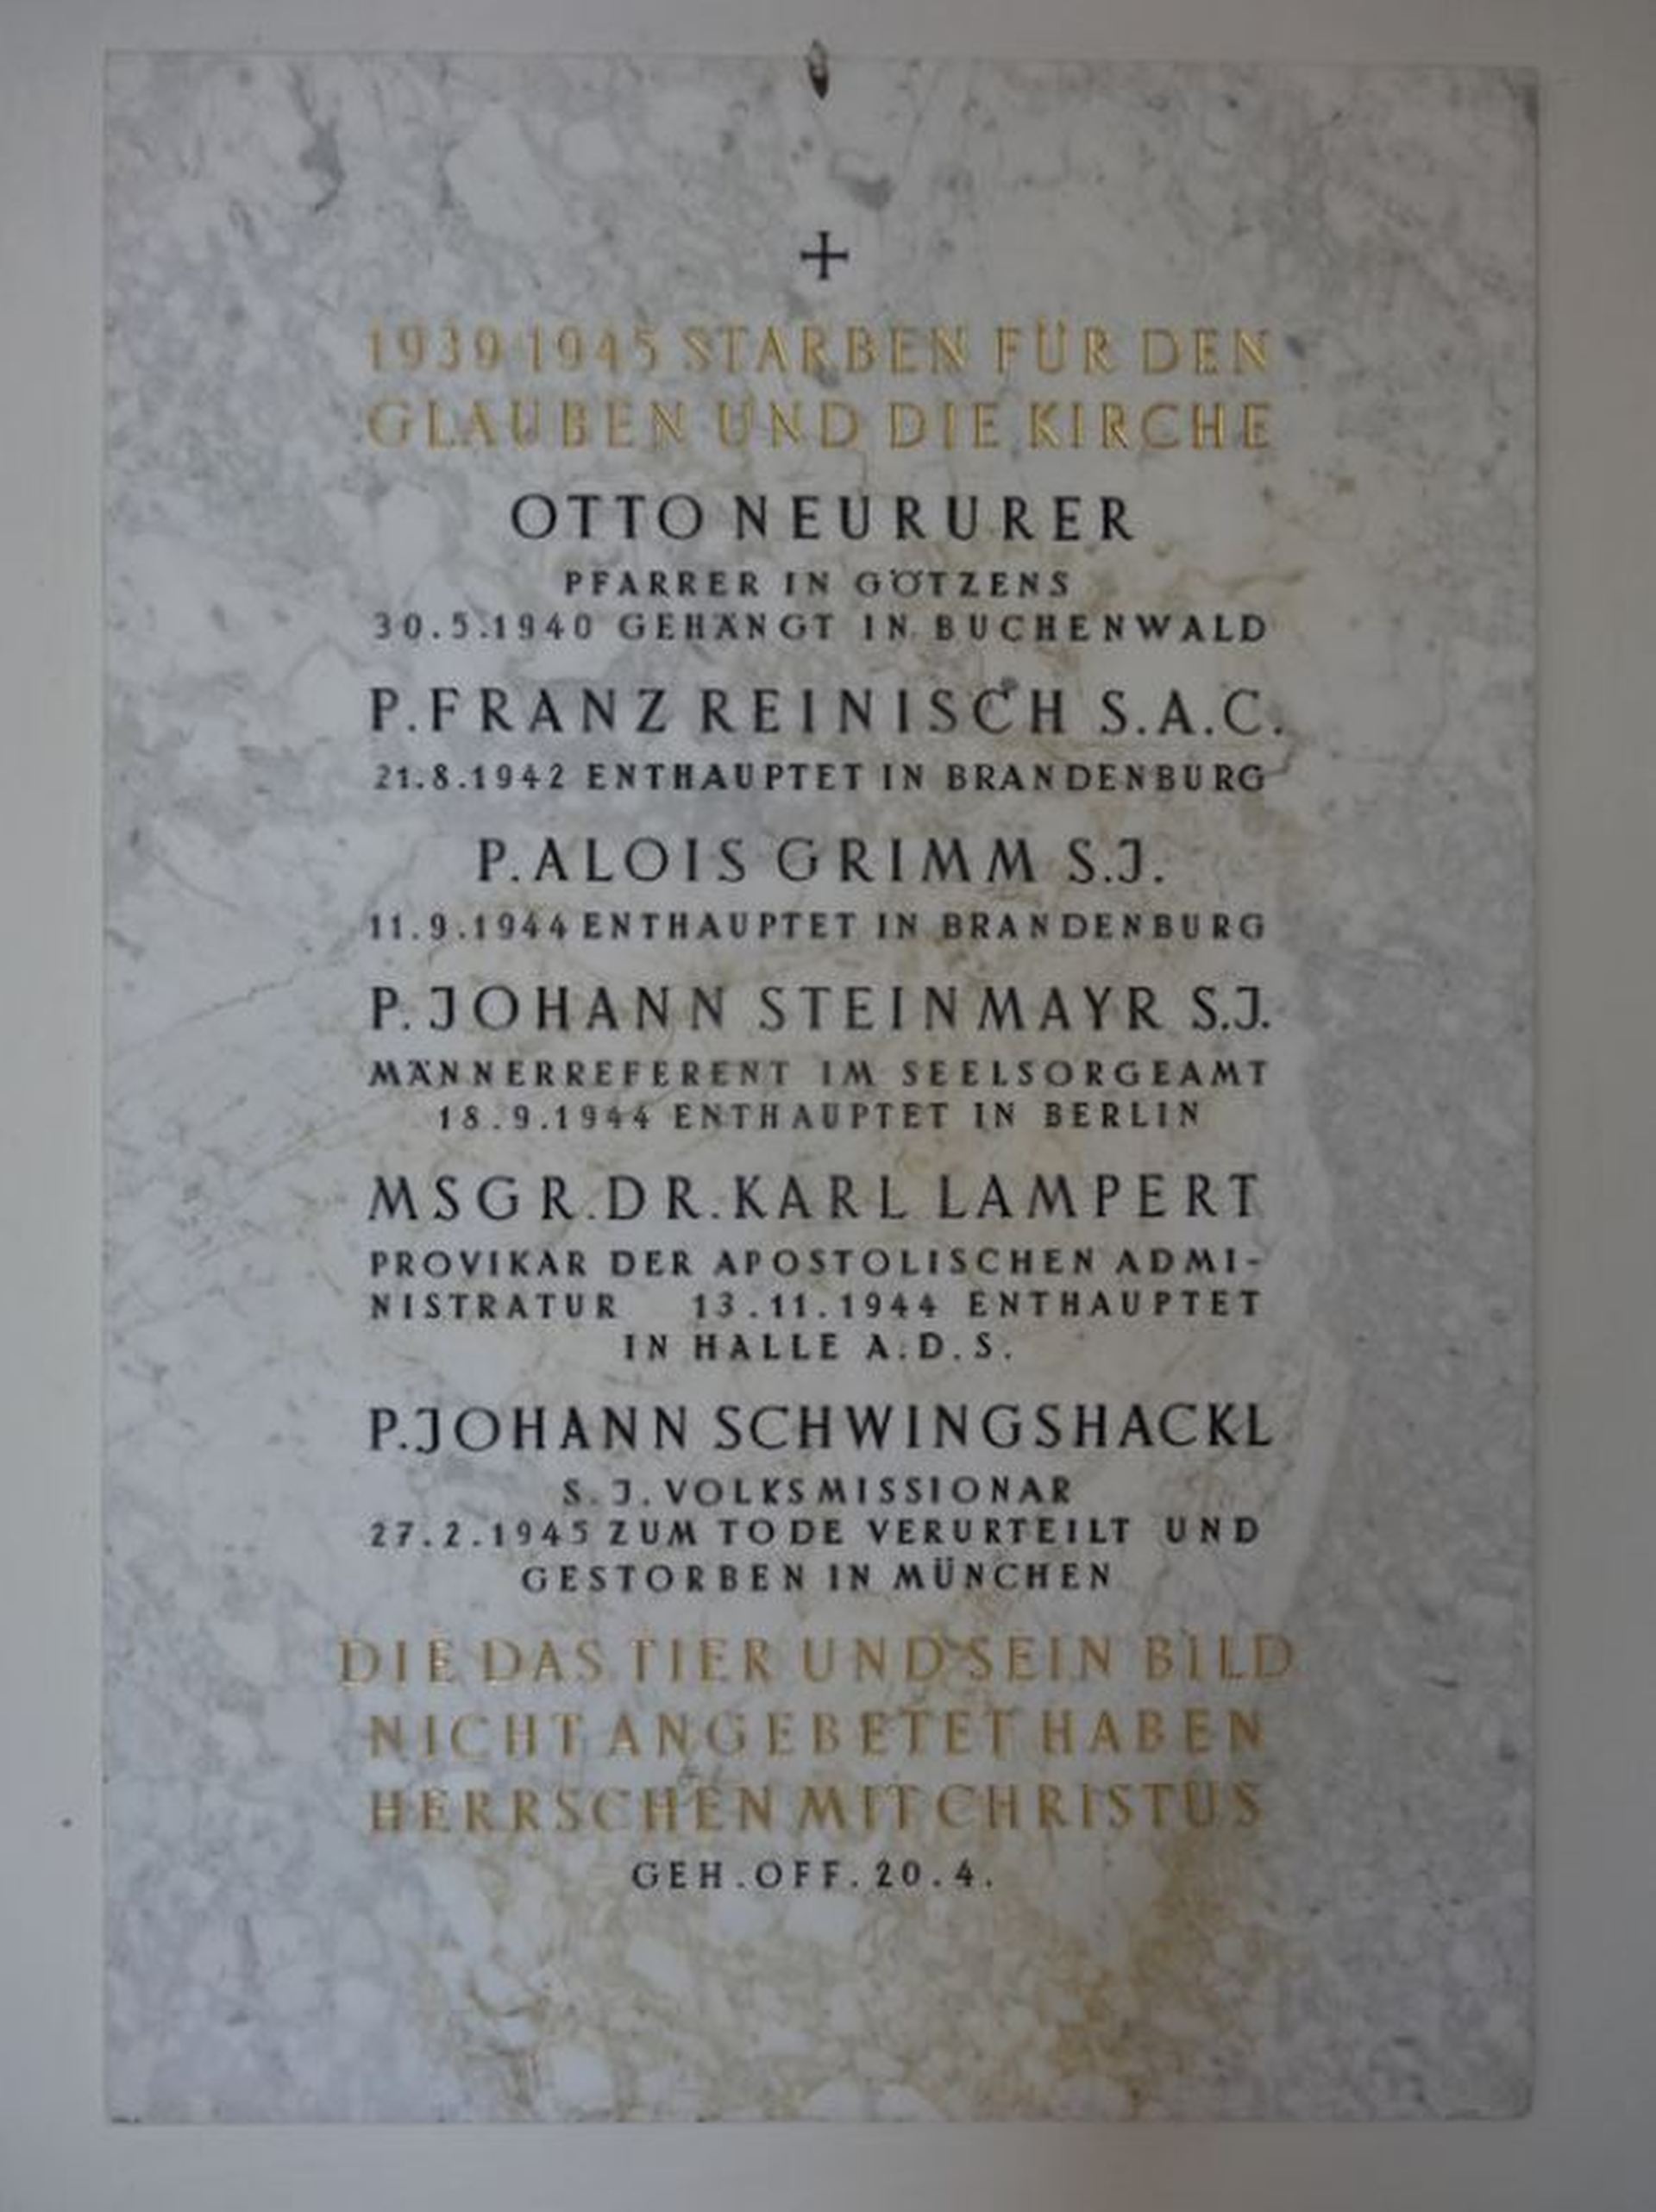 1939 1945 STARBEN FÜR DEN
GLAUBEN UND DIE KIRCHE
OTTO NEURURER
PFARRER IN GÖTZENS
30.5.1940 GEHÄNGT IN BUCHENWALD
P. FRANZ REINISCH S.A.C.
21.8.1942 ENTHAUPTET IN BRANDENBURG
P. ALOIS GRIMM S.J.
11.9.1944 ENTHAUPTET IN BRANDENBURG
P. JOHANN STEINMAYR S.J.
MÄNNERREFERENT IM SEELSORGEAMT
18.9.1944 ENTHAUPTET IN BERLIN
MSGR. DR. KARL LAMPERT
PROVIKAR DER APOSTOLISCHEN ADMI-
NISTRATUR 13.11.1944 ENTHAUPTET
IN HALLE A.D.S.
P. JOHANN SCHWINGSHACKL
S.J. VOLKSMISSIONAR
27.2.1945 ZUM TODE VERURTEILT UND
GESTORBEN IN MÜNCHEN
DIE DAS TIER UND SEIN BILD
NICHT ANGEBETET HABEN
HERRSCHEN MIT CHRISTUS
GEH. OFF. 20.4.